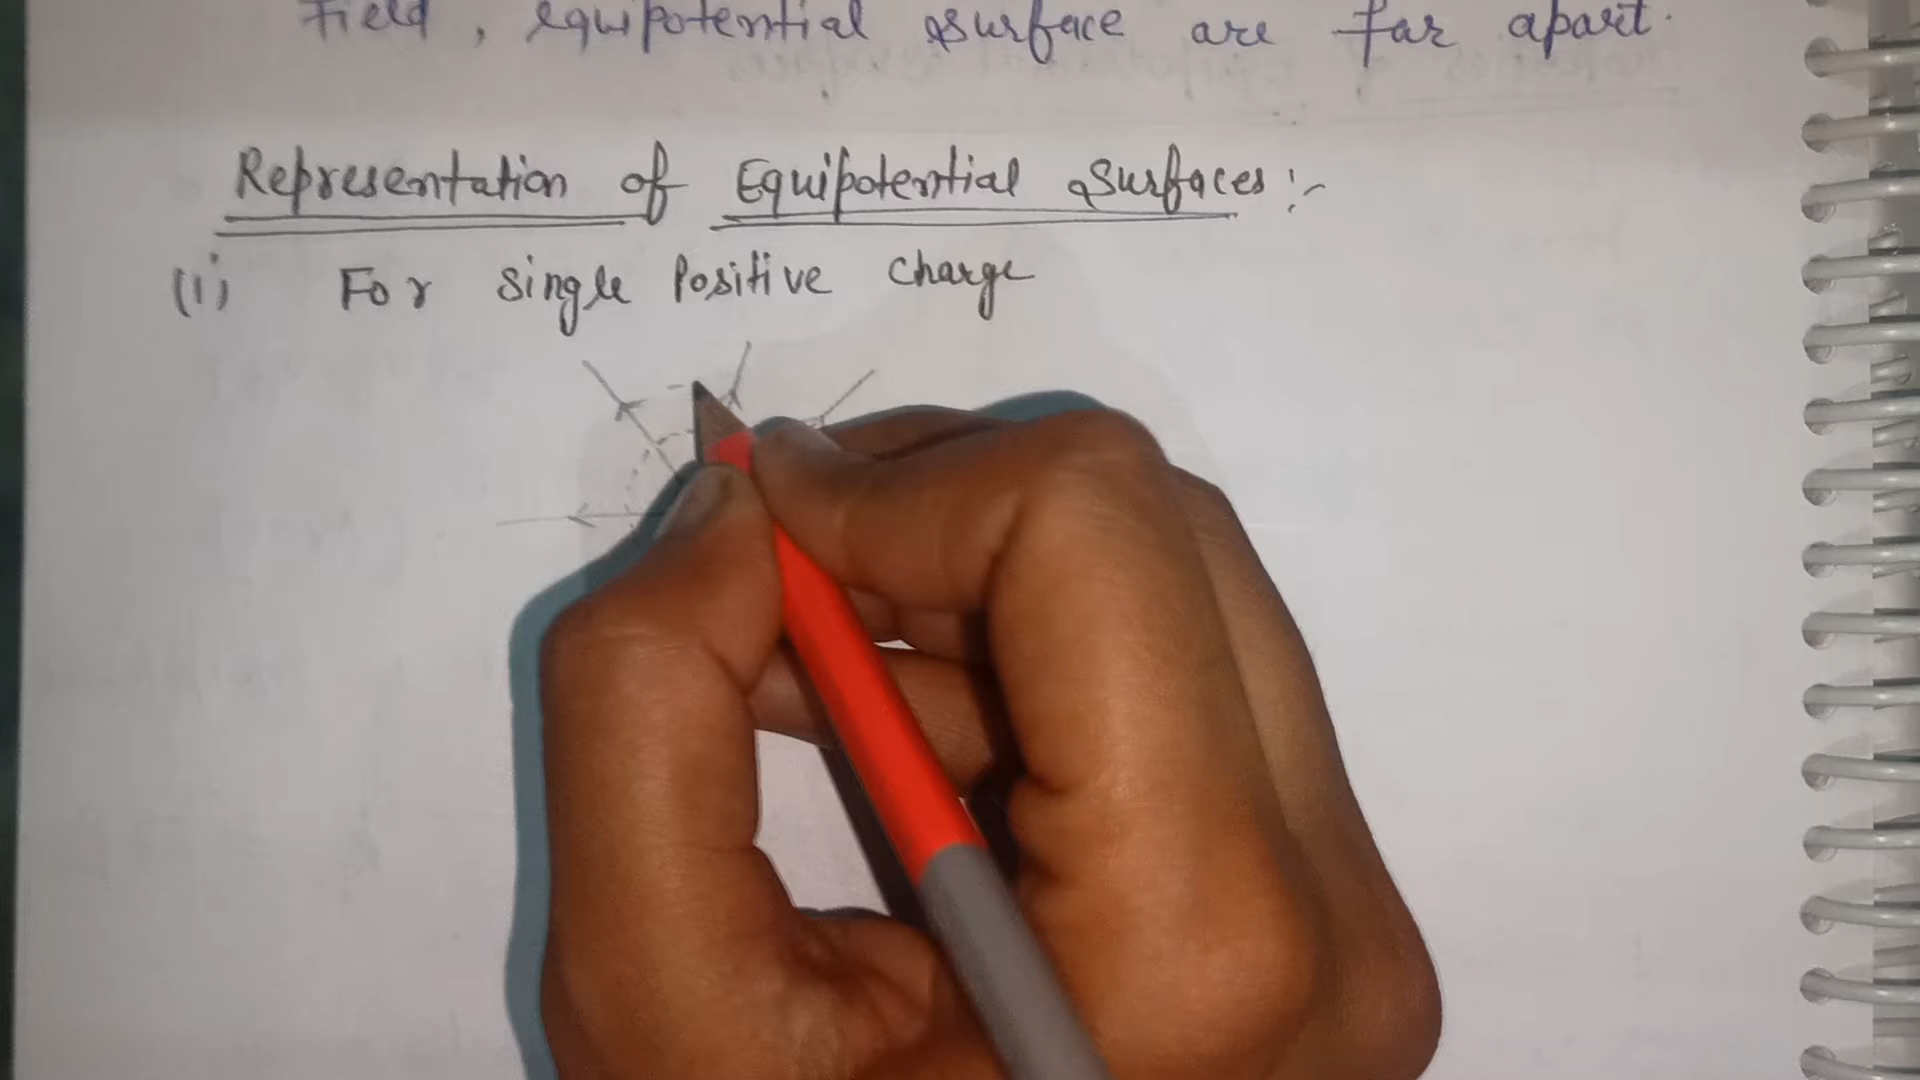 Field, equipotential surface are far apart.
Representation of Equipotential Surfaces :-
(i) For Single Positive Charge